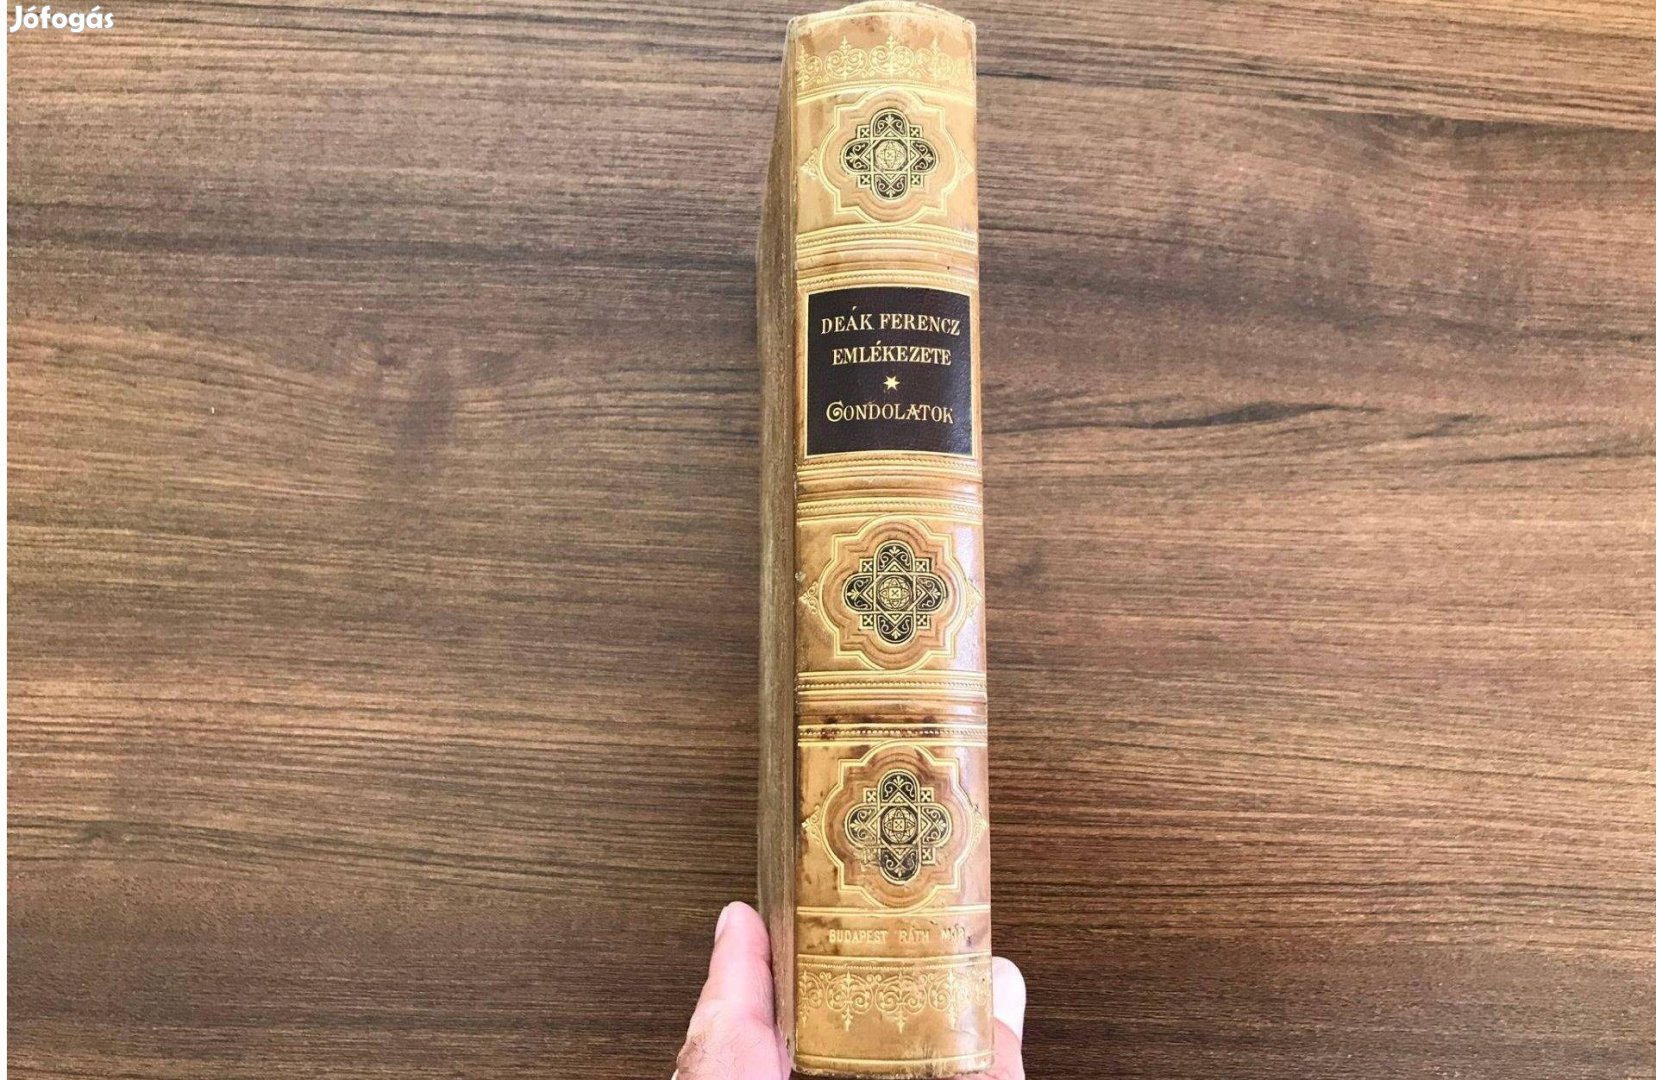 Jófogás
DEÁK FERENCZ
EMLÉKEZETE
GONDOLATOK
BUDAPEST RÁTH MÓR